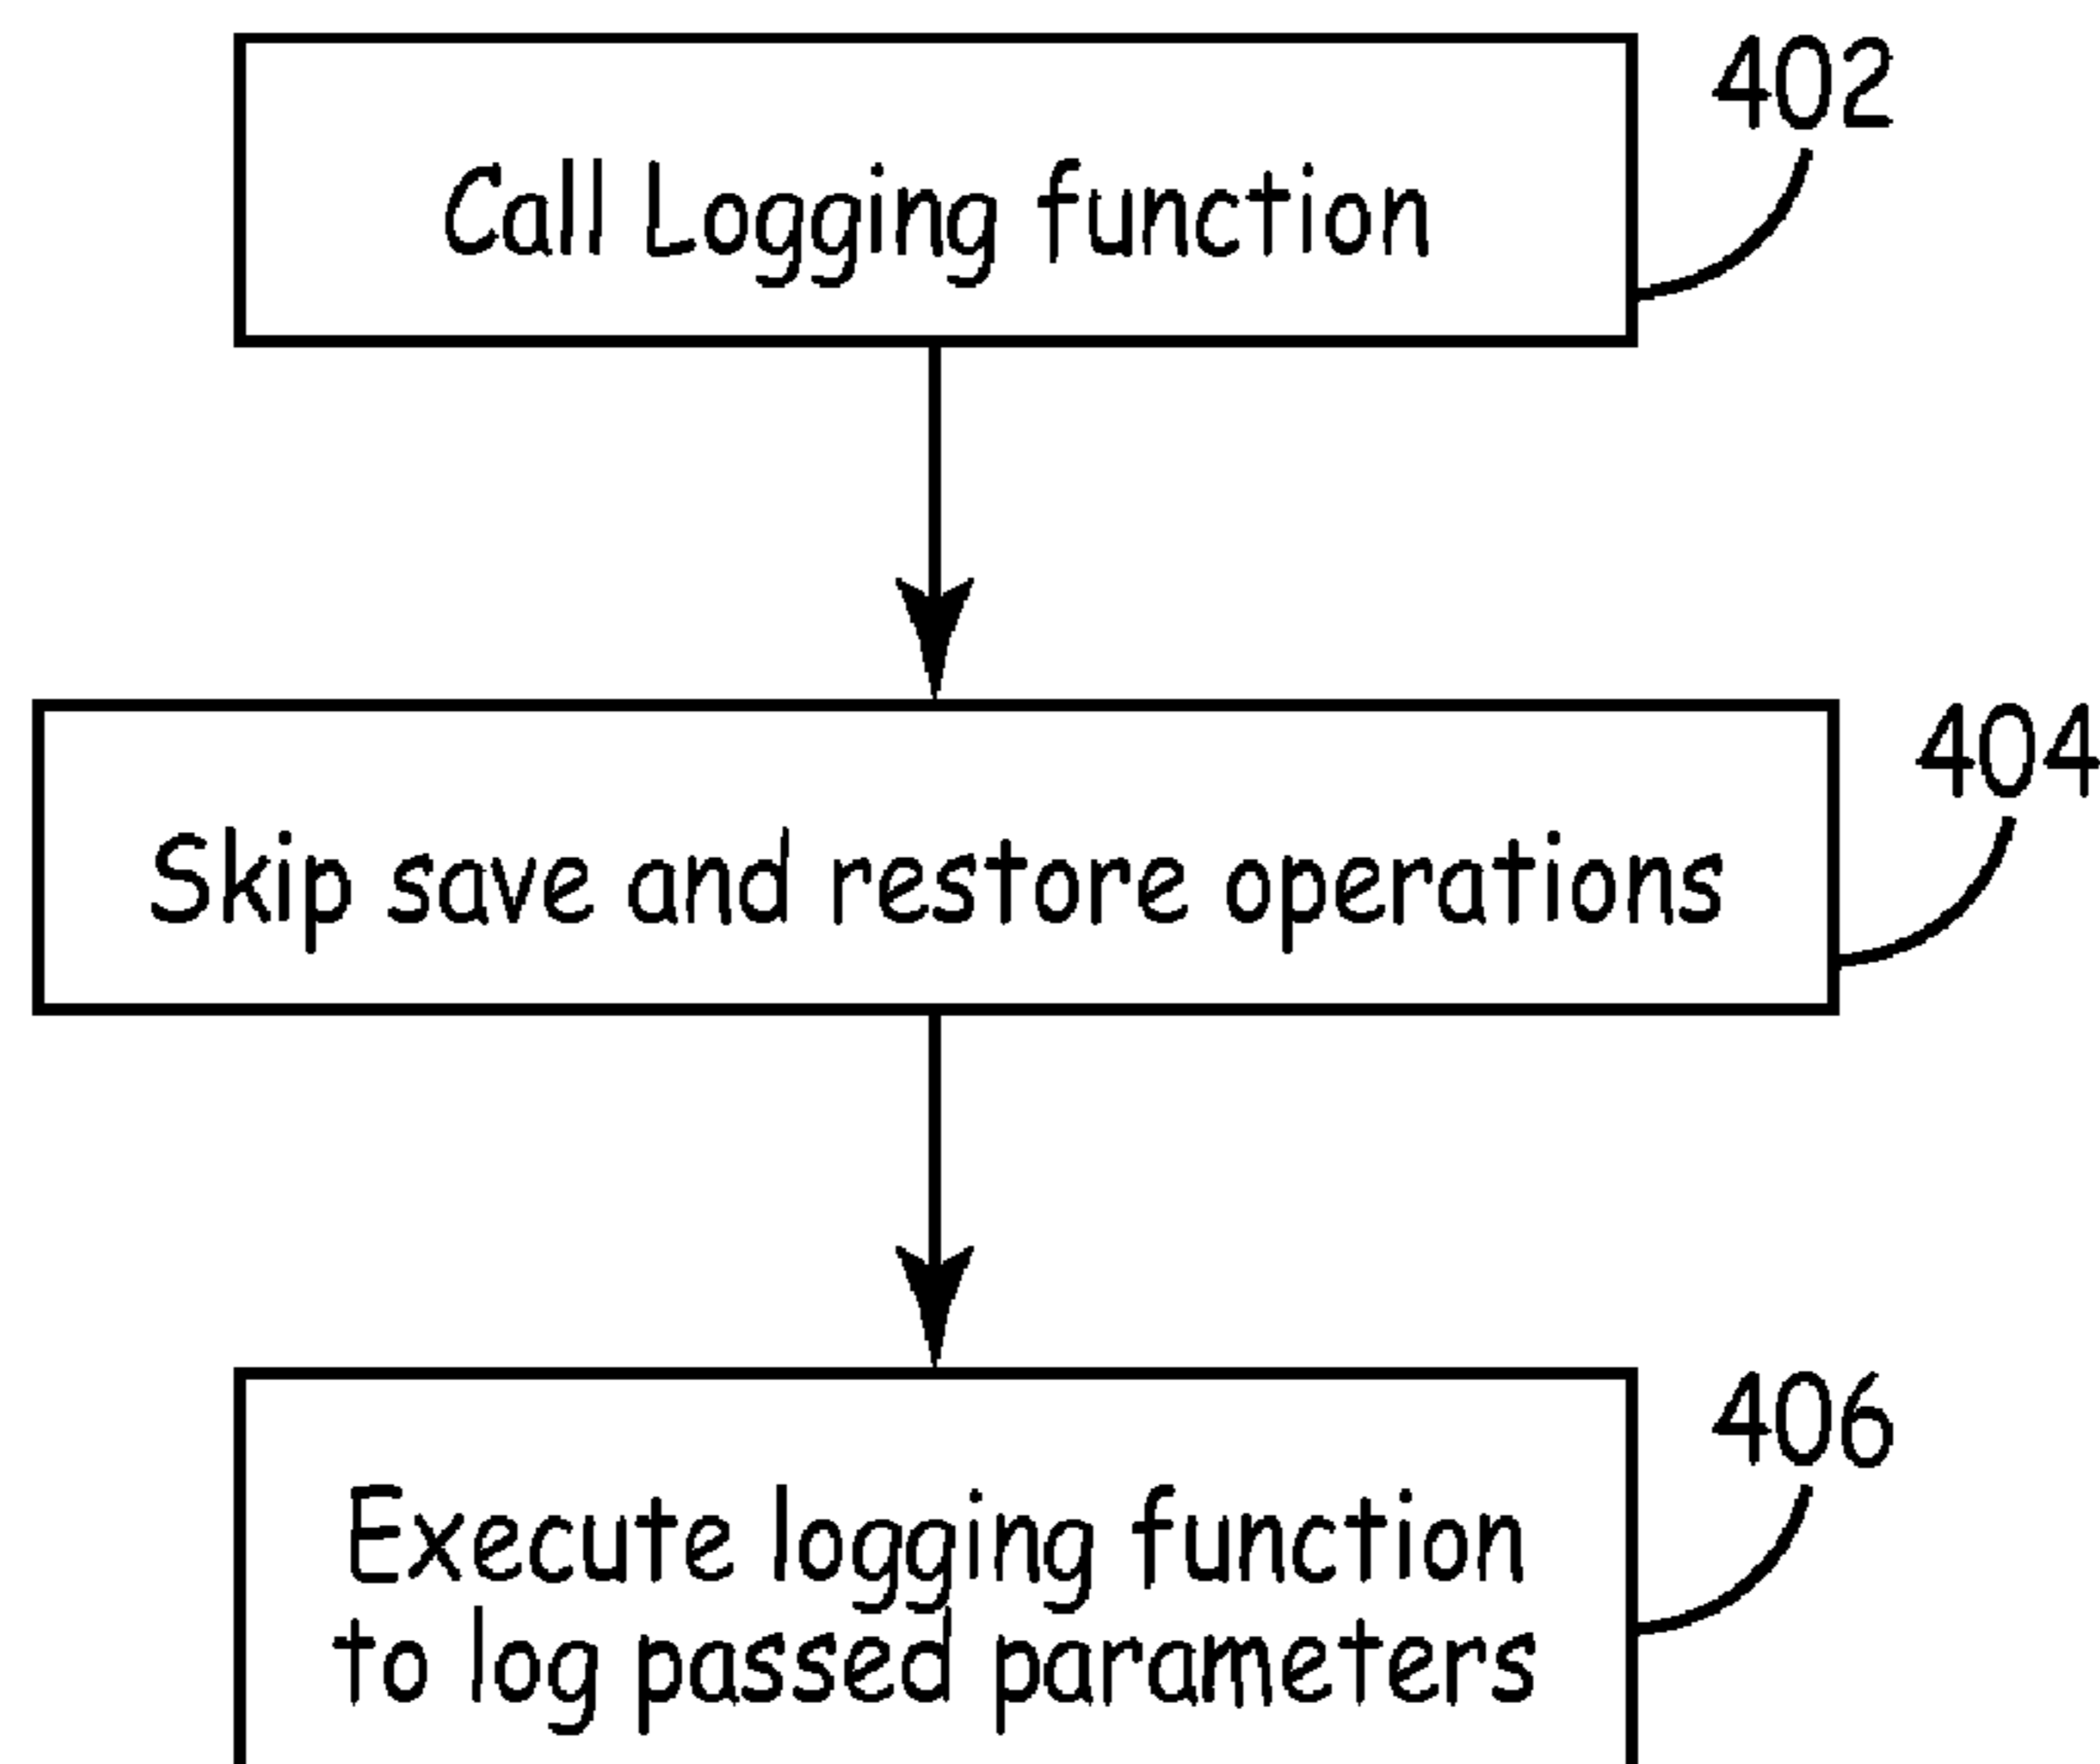 402
Call Logging function
404
Skip save and restore operations
406
Execute logging function
to log passed parameters